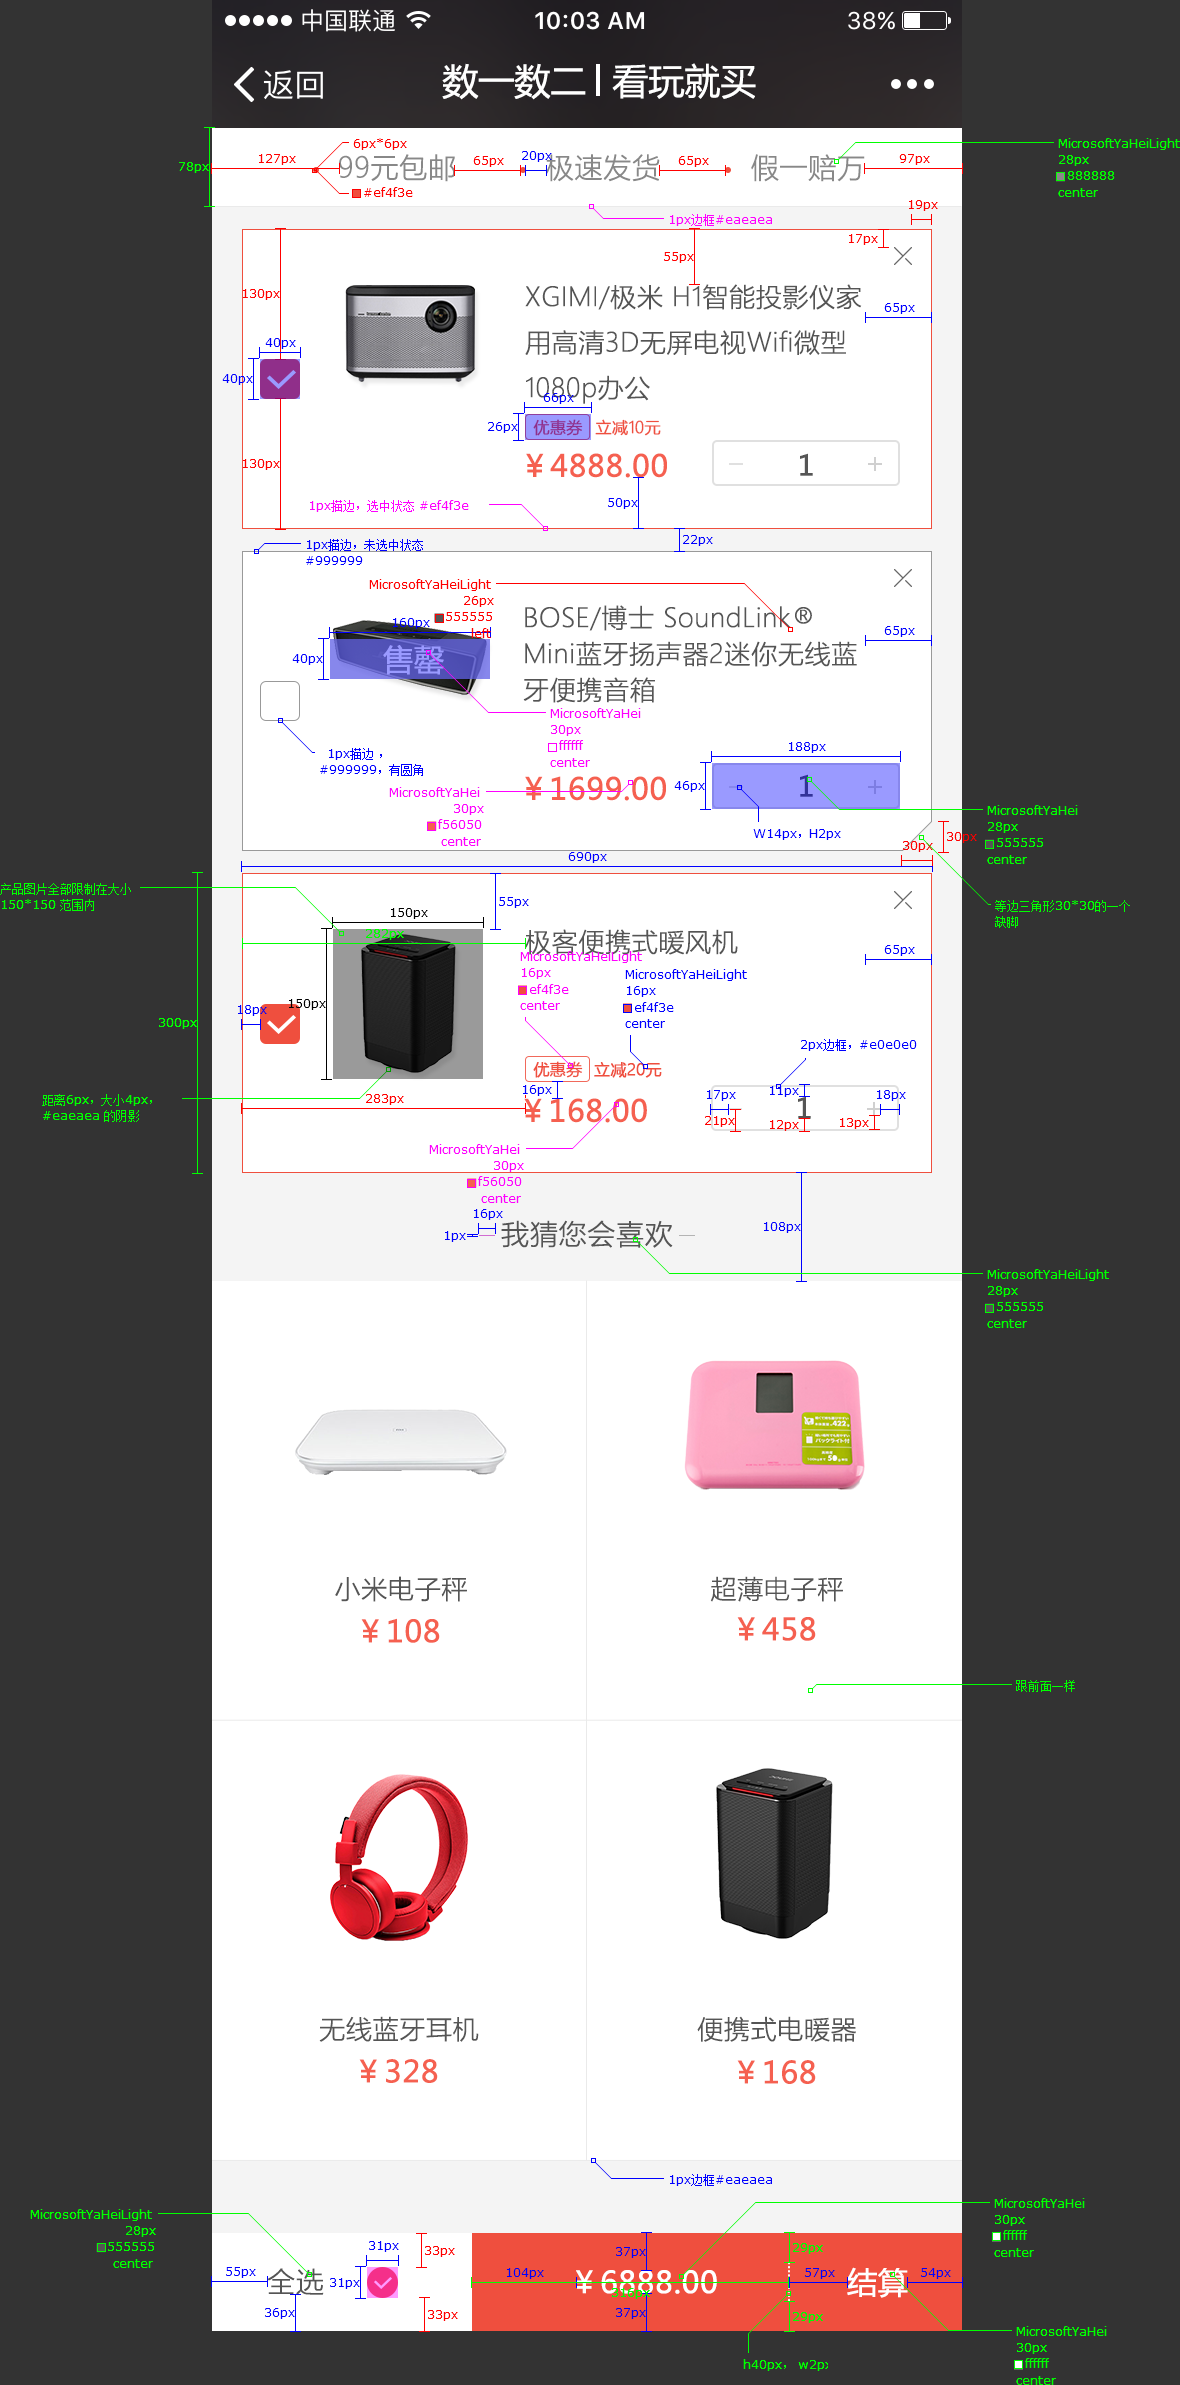 中国联通 10:03 AM 38%
返回 数一数二 | 看玩就买
6px*6px
MicrosoftYaHeiLight
28px
888888
center
78px 127px 99元包邮 65px 20px 极速发货 65px 假一赔万 97px
#ef4f3e
1px边框#eaeaea
19px
17px
55px
130px
XGIMI/极米 H1智能投影仪家
用高清3D无屏电视Wifi微型
1080p办公
65px
40px
40px
66px
26px 优惠券 立减10元
130px ¥4888.00 1
1px描边，选中状态 #ef4f3e
50px
22px
1px描边，未选中状态
#999999
MicrosoftYaHeiLight
26px
555555
left
BOSE/博士 SoundLink®
Mini蓝牙扬声器2迷你无线蓝
牙便携音箱
65px
160px
40px 售罄
MicrosoftYaHei
30px
ffffff
center
1px描边，
#999999，有圆角
188px
46px 1
¥1699.00
MicrosoftYaHei
30px
f56050
center
W14px，H2px
MicrosoftYaHei
28px
555555
center
30px
30px
690px
产品图片全部限制在大小
150*150 范围内
等边三角形30*30的一个
缺脚
150px
55px
极客便携式暖风机
65px
MicrosoftYaHeiLight
16px
ef4f3e
center
MicrosoftYaHeiLight
16px
ef4f3e
center
150px
18px
300px
2px边框，#e0e0e0
优惠券 立减20元
16px
¥168.00
17px 11px 18px
1
21px 12px 13px
距离6px，大小4px，
#eaeaea 的阴影
283px
MicrosoftYaHei
30px
f56050
center
16px
1px 我猜您会喜欢
108px
MicrosoftYaHeiLight
28px
555555
center
小米电子秤
¥108
超薄电子秤
¥458
跟前面一样
无线蓝牙耳机
¥328
便携式电暖器
¥168
1px边框#eaeaea
MicrosoftYaHeiLight
28px
555555
center
MicrosoftYaHei
30px
ffffff
center
31px
33px
37px
29px
55px 全选 31px 104px ¥6888.00 57px 结算 54px
36px
33px
37px
29px
MicrosoftYaHei
30px
ffffff
center
h40px， w2px